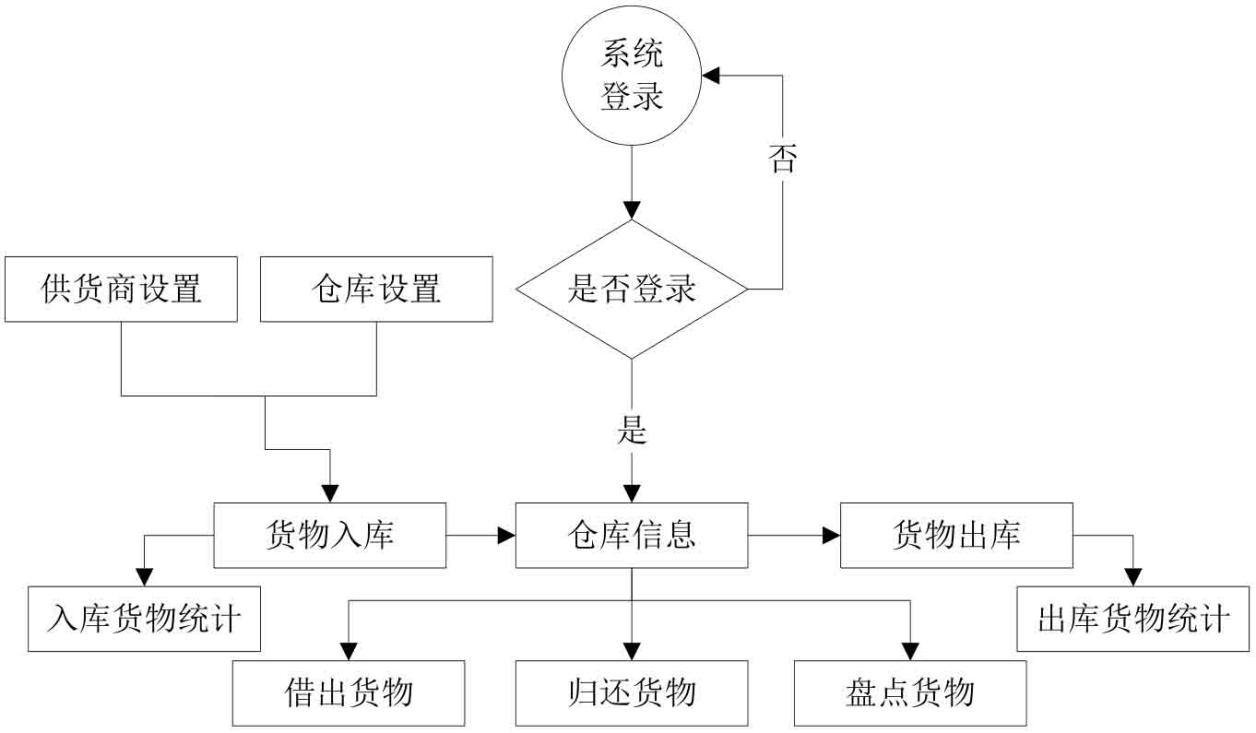 系统
登录
否
供货商设置
仓库设置
是否登录
是
货物入库
仓库信息
货物出库
入库货物统计
出库货物统计
借出货物
归还货物
盘点货物